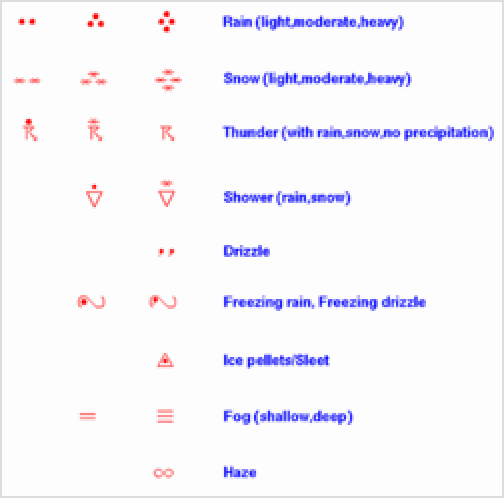 Rain (light,moderate,heavy)
Snow (light,moderate,heavy)
Thunder (with rain,snow,no precipitation)
Shower (rain,snow)
Drizzle
Freezing rain, Freezing drizzle
Ice pellets/Sleet
Fog (shallow,deep)
Haze